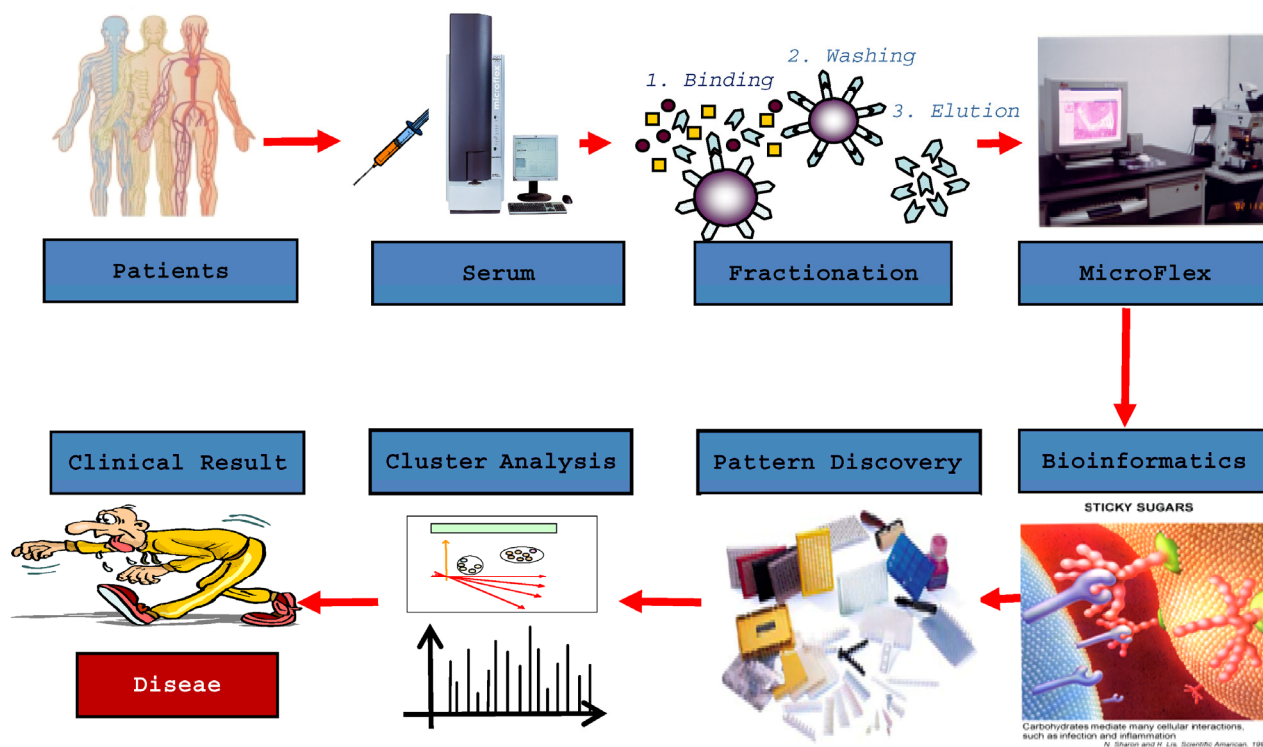 1. Binding
2. Washing
3. Elution
microflex
Patients
Serum
Fractionation
MicroFlex
Clinical Result
Cluster Analysis
Pattern Discovery
Bioinformatics
STICKY SUGARS
Diseae
Carbohydrates mediate many cellular interactions,
such as infection and inflammation
N. Sharon and H. Lis, Scientific American, 199